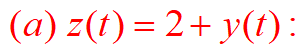 (a) z(t) = 2 + y(t) :